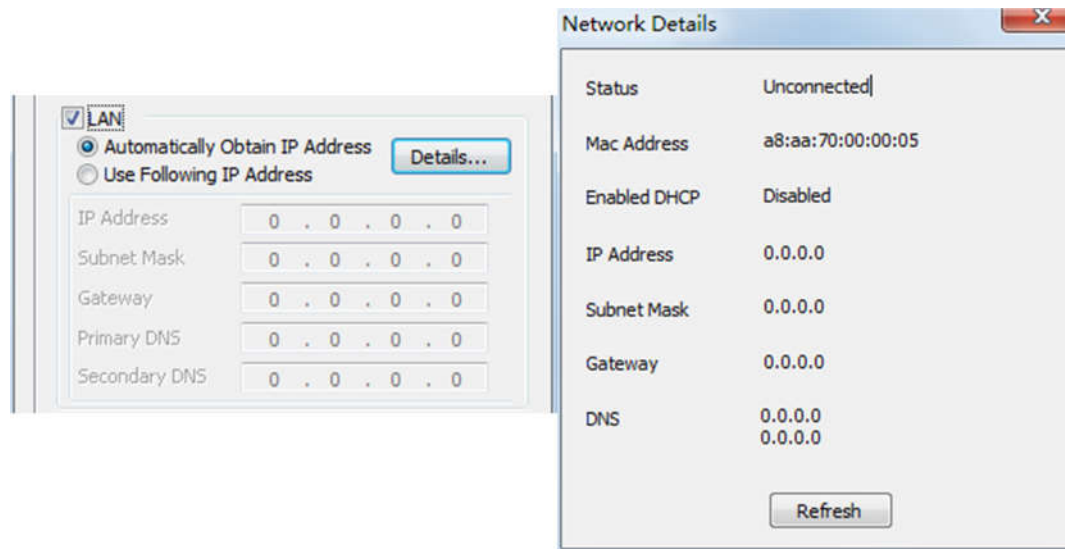 LAN
Automatically Obtain IP Address
Details...
Use Following IP Address
IP Address 0 . 0 . 0 . 0
Subnet Mask 0 . 0 . 0 . 0
Gateway 0 . 0 . 0 . 0
Primary DNS 0 . 0 . 0 . 0
Secondary DNS 0 . 0 . 0 . 0
Network Details
Status Unconnected
Mac Address a8:aa:70:00:00:05
Enabled DHCP Disabled
IP Address 0.0.0.0
Subnet Mask 0.0.0.0
Gateway 0.0.0.0
DNS 0.0.0.0
0.0.0.0
Refresh